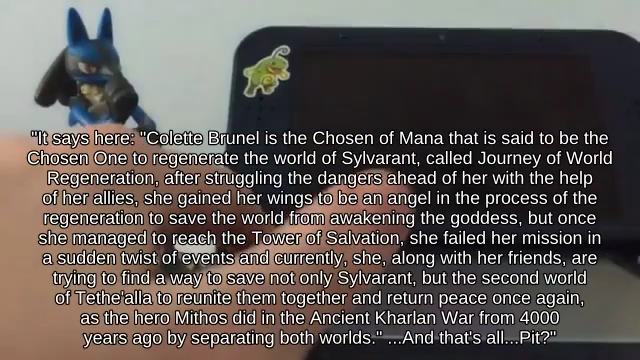 "It says here: "Colette Brunel is the Chosen of Mana that is said to be the
Chosen One to regenerate the world of Sylvarant, called Journey of World
Regeneration, after struggling the dangers ahead of her with the help
of her allies, she gained her wings to be an angel in the process of the
regeneration to save the world from awakening the goddess, but once
she managed to reach the Tower of Salvation, she failed her mission in
a sudden twist of events and currently, she, along with her friends, are
trying to find a way to save not only Sylvarant, but the second world
of Tethe'alla to reunite them together and return peace once again,
as the hero Mithos did in the Ancient Kharlan War from 4000
years ago by separating both worlds." ...And that's all...Pit?"